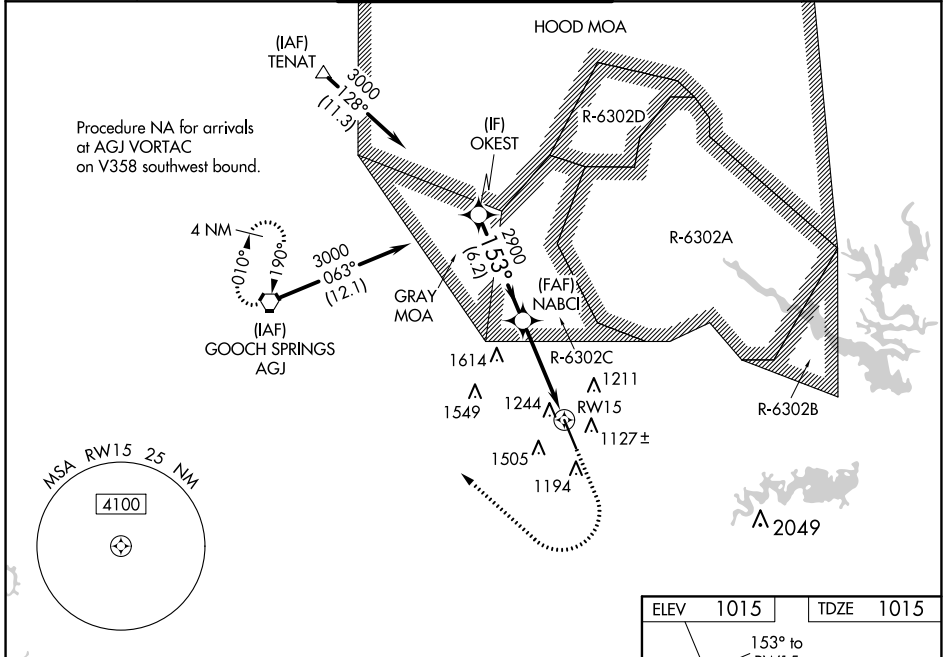 HOOD MOA
(IAF)
TENAT
3000
128°
(11.3)
Procedure NA for arrivals
at AGJ VORTAC
on V358 southwest bound.
(IF)
OKEST
R-6302D
R-6302A
4 NM
010°
190°
3000
063°
(12.1)
2900
153°
(6.2)
(FAF)
NABCI
GRAY
MOA
(IAF)
GOOCH SPRINGS
AGJ
R-6302C
R-6302B
1614
1549
1244
1211
RW15
1127±
1505
1194
2049
MSA RW15 25 NM
4100
ELEV 1015
TDZE 1015
153° to